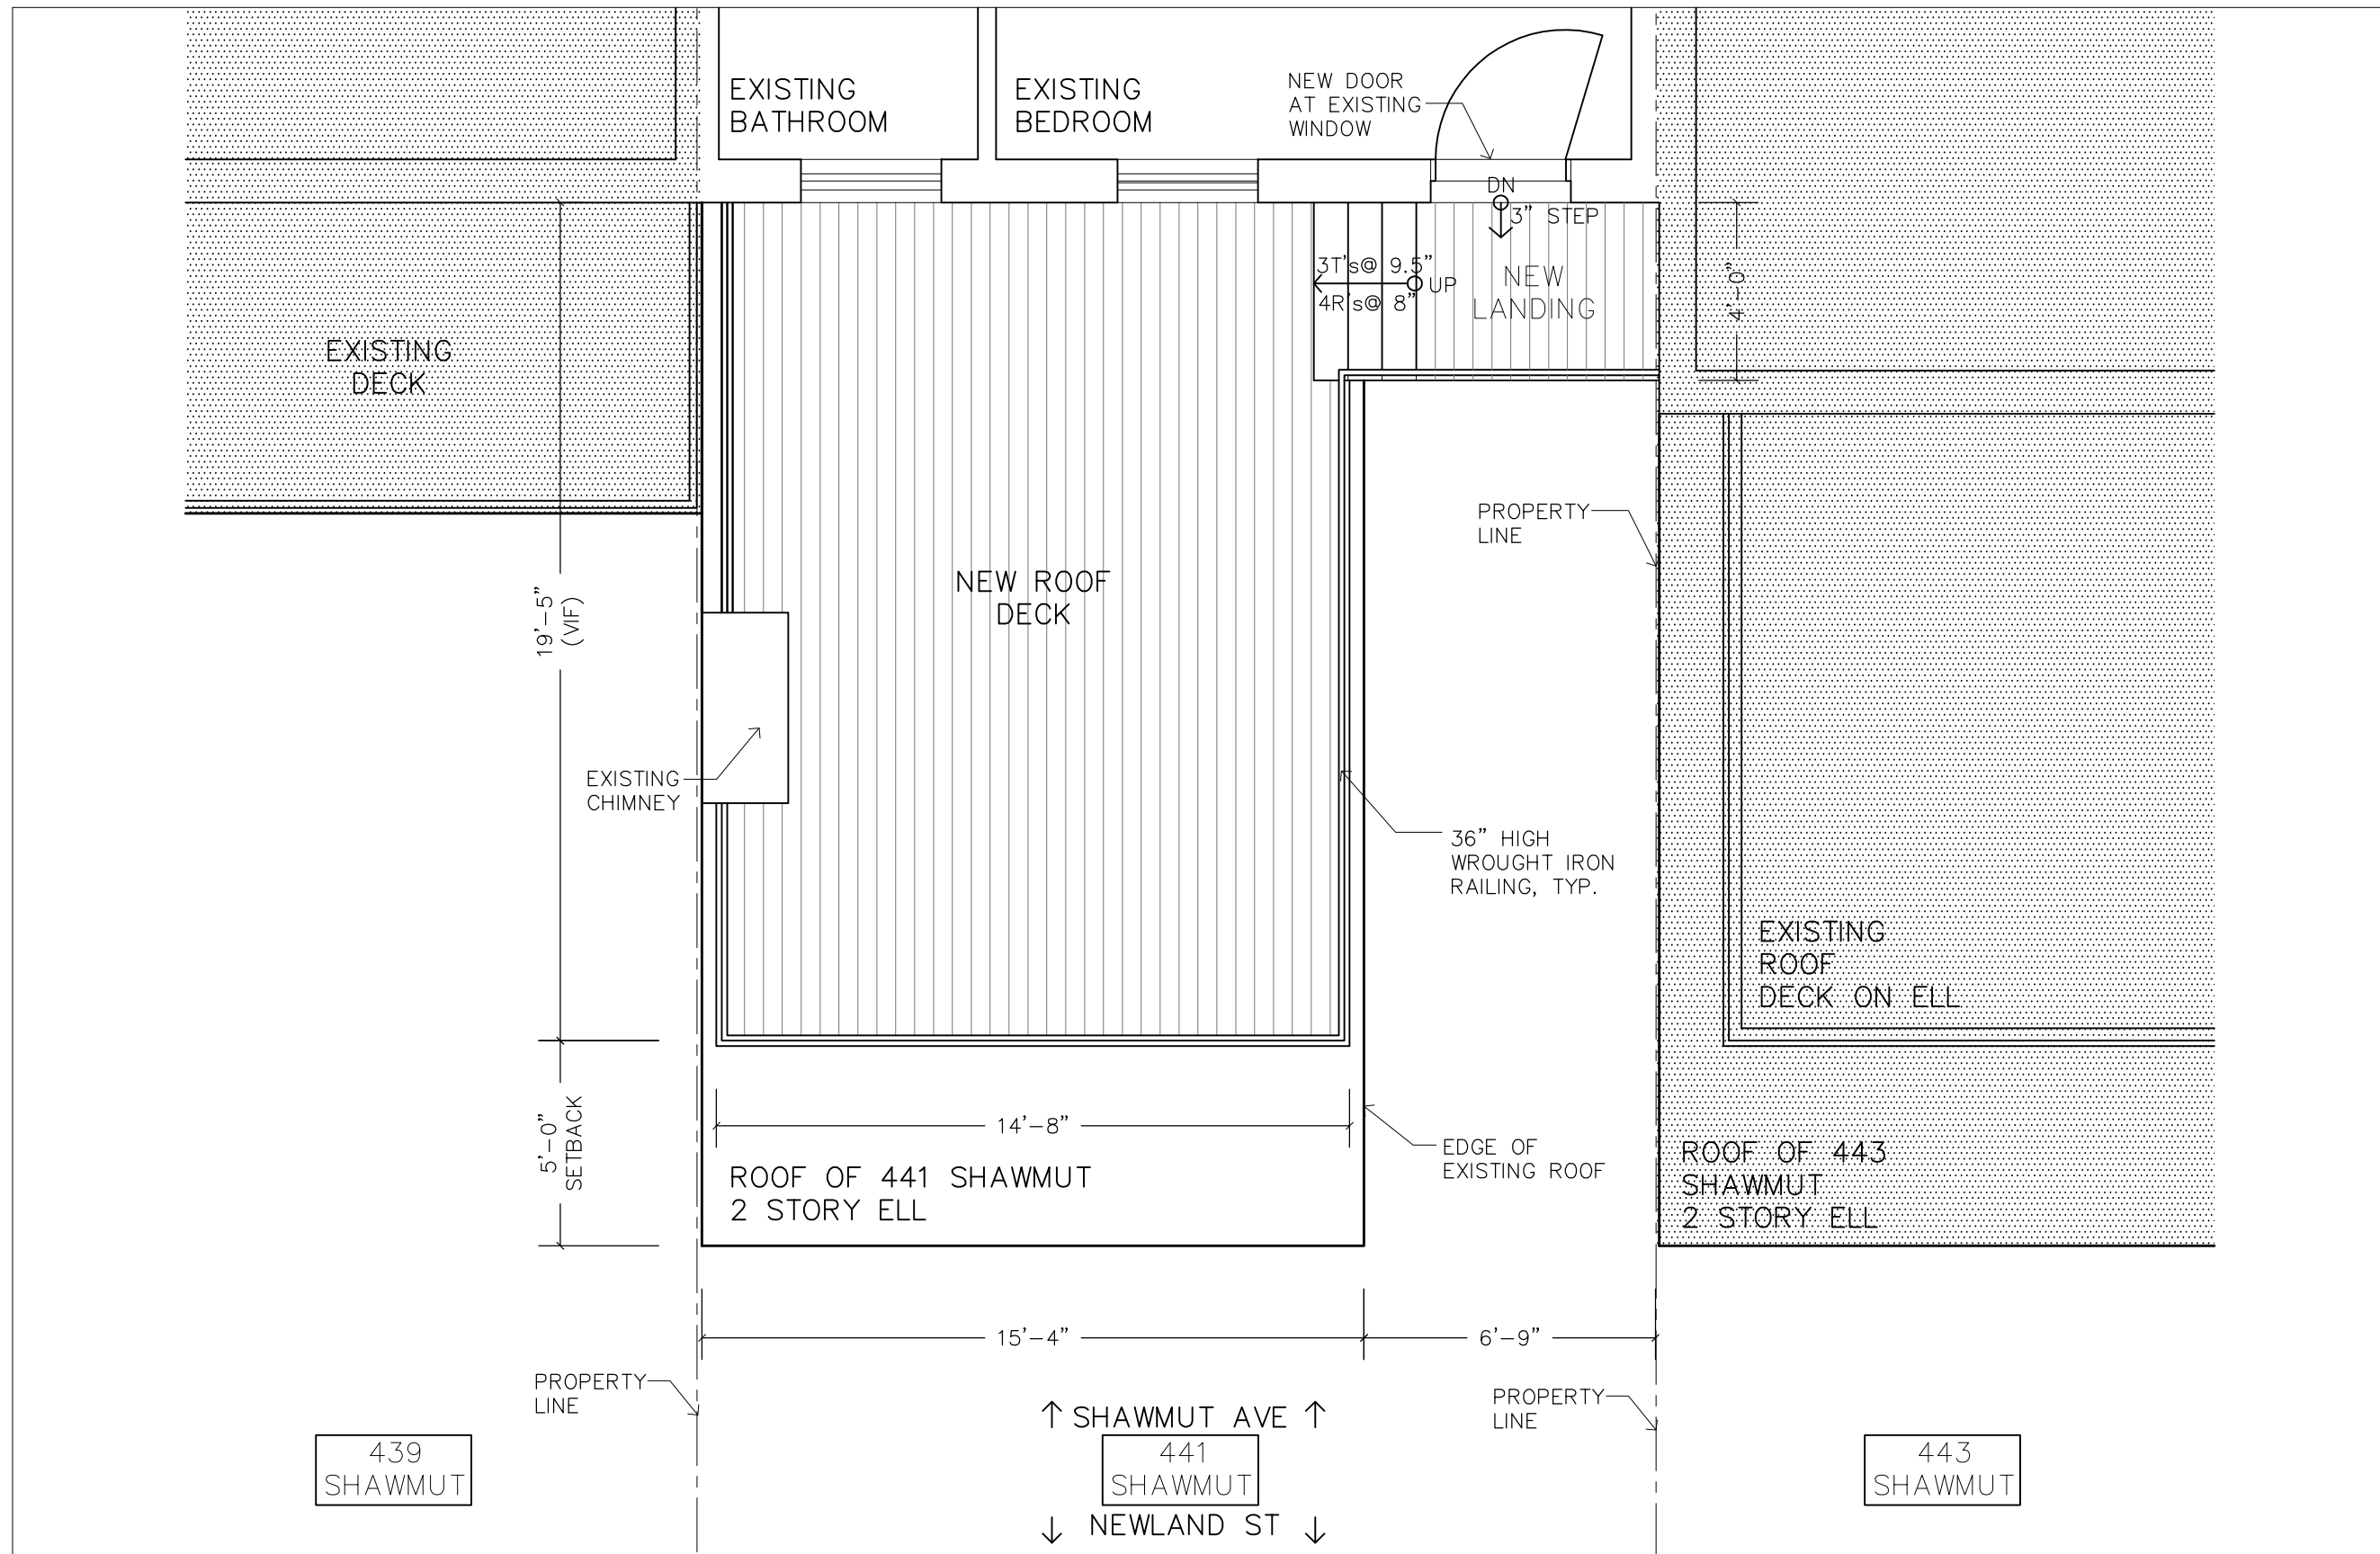 EXISTING
BATHROOM
EXISTING
BEDROOM
NEW DOOR
AT EXISTING
WINDOW
DN
3” STEP
3T's@ 9.5”
UP
4R's@ 8”
NEW
LANDING
4'-0”
EXISTING
DECK
PROPERTY
LINE
NEW ROOF
DECK
19'-5”
(VIF)
EXISTING
CHIMNEY
36” HIGH
WROUGHT IRON
RAILING, TYP.
EXISTING
ROOF
DECK ON ELL
5'-0”
SETBACK
14'-8”
EDGE OF
EXISTING ROOF
ROOF OF 441 SHAWMUT
2 STORY ELL
ROOF OF 443
SHAWMUT
2 STORY ELL
15'-4”
6'-9”
PROPERTY
LINE
PROPERTY
LINE
↑ SHAWMUT AVE ↑
439
SHAWMUT
441
SHAWMUT
443
SHAWMUT
↓ NEWLAND ST ↓